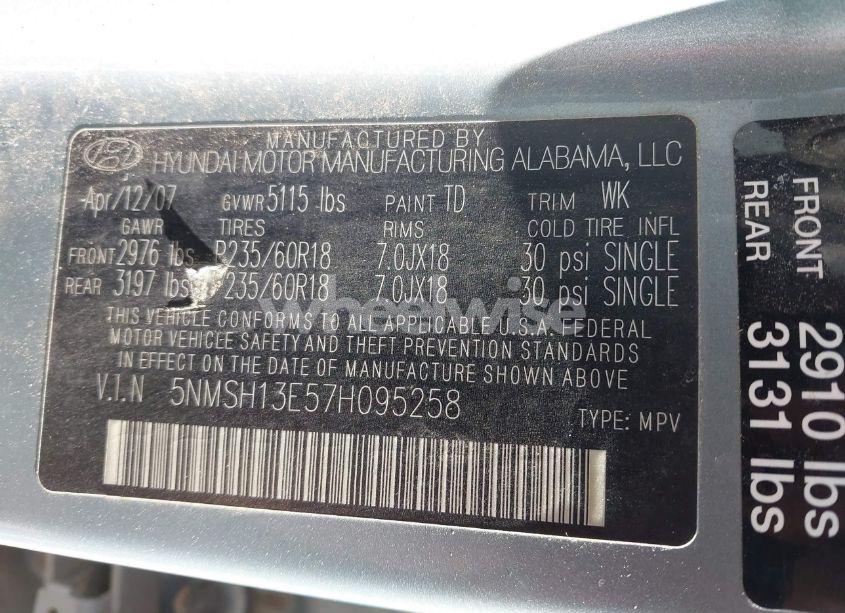 MANUFACTURED BY
HYUNDAI MOTOR MANUFACTURING ALABAMA, LLC
Apr/12/07 GVWR 5115 lbs PAINT TD TRIM WK
GAWR TIRES RIMS COLD TIRE INFL
FRONT 2976 lbs P235/60R18 7.0JX18 30 psi SINGLE
REAR 3197 lbs 235/60R18 7.0JX18 30 psi SINGLE
THIS VEHICLE CONFORMS TO ALL APPLICABLE U.S.A. FEDERAL
MOTOR VEHICLE SAFETY AND THEFT PREVENTION STANDARDS
IN EFFECT ON THE DATE OF MANUFACTURE SHOWN ABOVE.
V.I.N 5NMSH13E57H095258
TYPE: MPV
wheelwise
FRONT 2910 lbs
REAR 3131 lbs